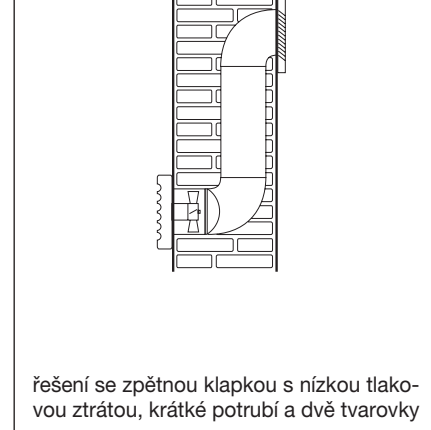 řešení se zpětnou klapkou s nízkou tlako-
vou ztrátou, krátké potrubí a dvě tvarovky